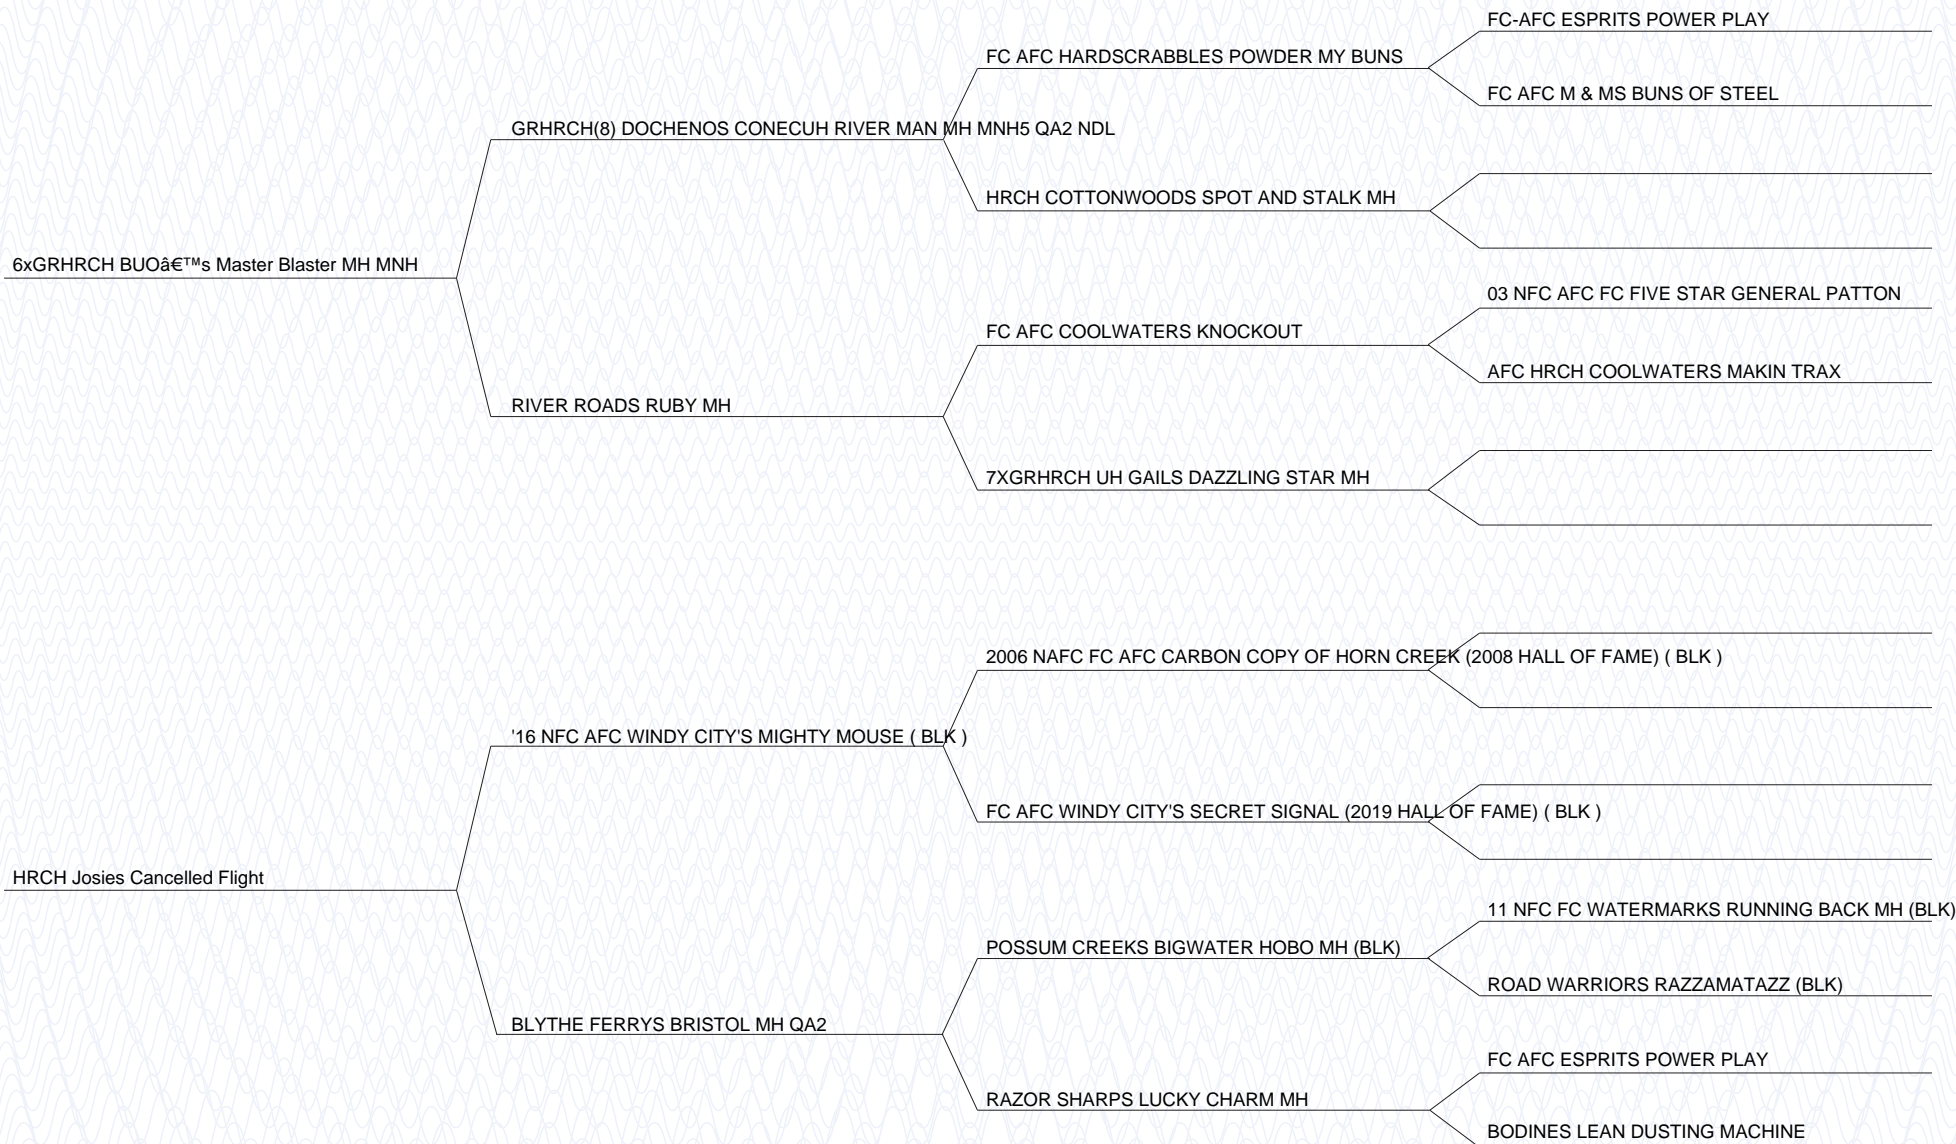 FC-AFC ESPRITS POWER PLAY
FC AFC HARDSCRABBLES POWDER MY BUNS
FC AFC M & MS BUNS OF STEEL
GRHRCH(8) DOCHENOS CONECUH RIVER MAN MH MNH5 QA2 NDL
HRCH COTTONWOODS SPOT AND STALK MH
6xGRHRCH BUOâ€™s Master Blaster MH MNH
03 NFC AFC FC FIVE STAR GENERAL PATTON
FC AFC COOLWATERS KNOCKOUT
AFC HRCH COOLWATERS MAKIN TRAX
RIVER ROADS RUBY MH
7XGRHRCH UH GAILS DAZZLING STAR MH
2006 NAFC FC AFC CARBON COPY OF HORN CREEK (2008 HALL OF FAME) ( BLK )
'16 NFC AFC WINDY CITY'S MIGHTY MOUSE ( BLK )
FC AFC WINDY CITY'S SECRET SIGNAL (2019 HALL OF FAME) ( BLK )
HRCH Josies Cancelled Flight
11 NFC FC WATERMARKS RUNNING BACK MH (BLK)
POSSUM CREEKS BIGWATER HOBO MH (BLK)
ROAD WARRIORS RAZZAMATAZZ (BLK)
BLYTHE FERRYS BRISTOL MH QA2
FC AFC ESPRITS POWER PLAY
RAZOR SHARPS LUCKY CHARM MH
BODINES LEAN DUSTING MACHINE